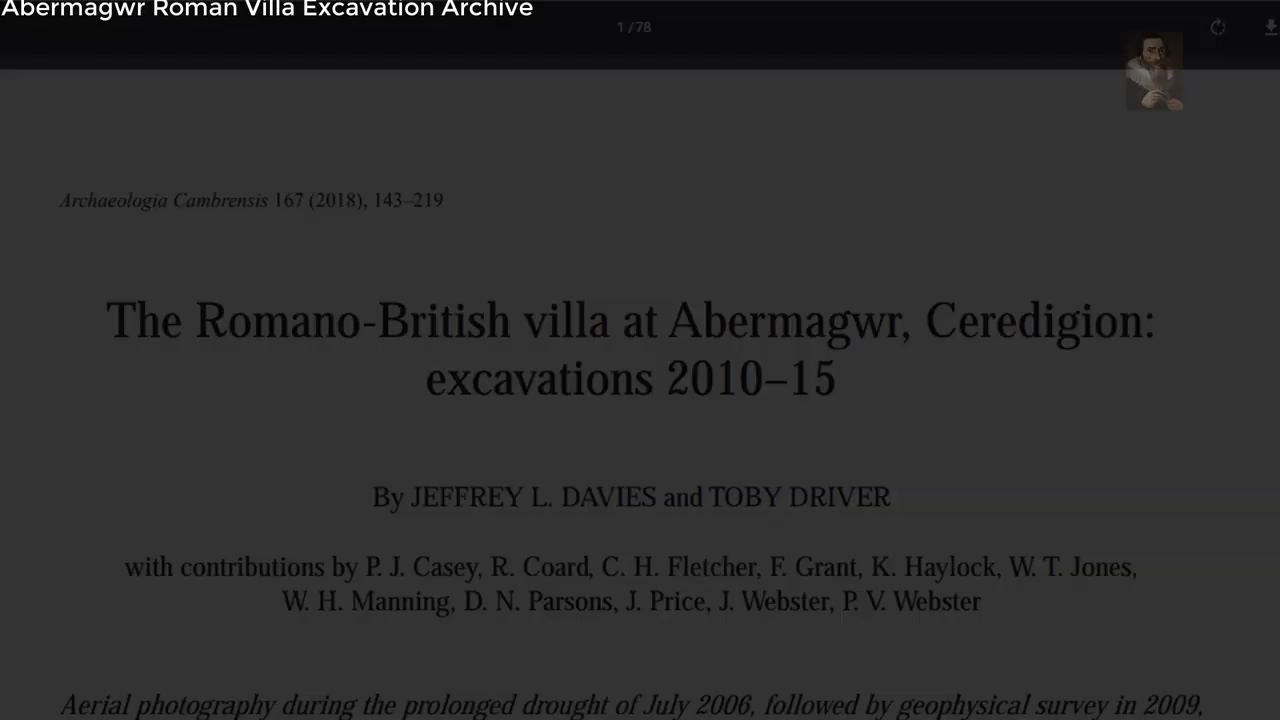 Abermagwr Roman Villa Excavation Archive
1 / 78
Archaeologia Cambrensis 167 (2018), 143–219
The Romano-British villa at Abermagwr, Ceredigion:
excavations 2010–15
By JEFFREY L. DAVIES and TOBY DRIVER
with contributions by P. J. Casey, R. Coard, C. H. Fletcher, F. Grant, K. Haylock, W. T. Jones,
W. H. Manning, D. N. Parsons, J. Price, J. Webster, P. V. Webster
Aerial photography during the prolonged drought of July 2006, followed by geophysical survey in 2009,